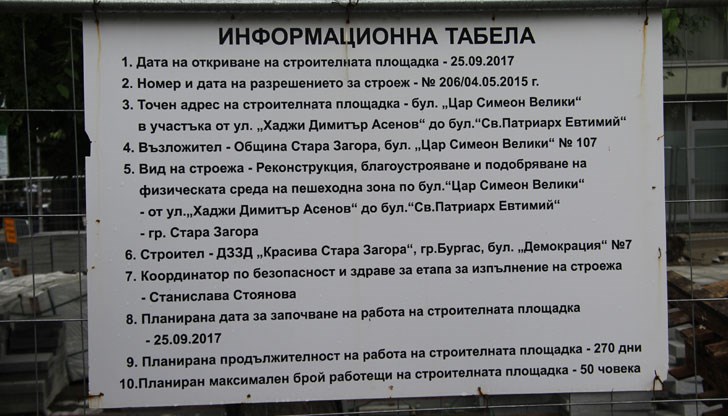 ИНФОРМАЦИОННА ТАБЕЛА
1. Дата на откриване на строителната площадка - 25.09.2017
2. Номер и дата на разрешението за строеж - № 206/04.05.2015 г.
3. Точен адрес на строителната площадка - бул. „Цар Симеон Велики“
в участъка от ул. „Хаджи Димитър Асенов“ до бул.“Св.Патриарх Евтимий“
4. Възложител - Община Стара Загора, бул. „Цар Симеон Велики“ № 107
5. Вид на строежа - Реконструкция, благоустрояване и подобряване на
физическата среда на пешеходна зона по бул.“Цар Симеон Велики“
- от ул.„Хаджи Димитър Асенов“ до бул.“Св.Патриарх Евтимий“
- гр. Стара Загора
6. Строител - ДЗЗД „Красива Стара Загора“, гр.Бургас, бул. „Демокрация“ №7
7. Координатор по безопасност и здраве за етапа за изпълнение на строежа
- Станислава Стоянова
8. Планирана дата за започване на работа на строителната площадка
- 25.09.2017
9. Планирана продължителност на работа на строителната площадка - 270 дни
10.Планиран максимален брой работещи на строителната площадка - 50 човека